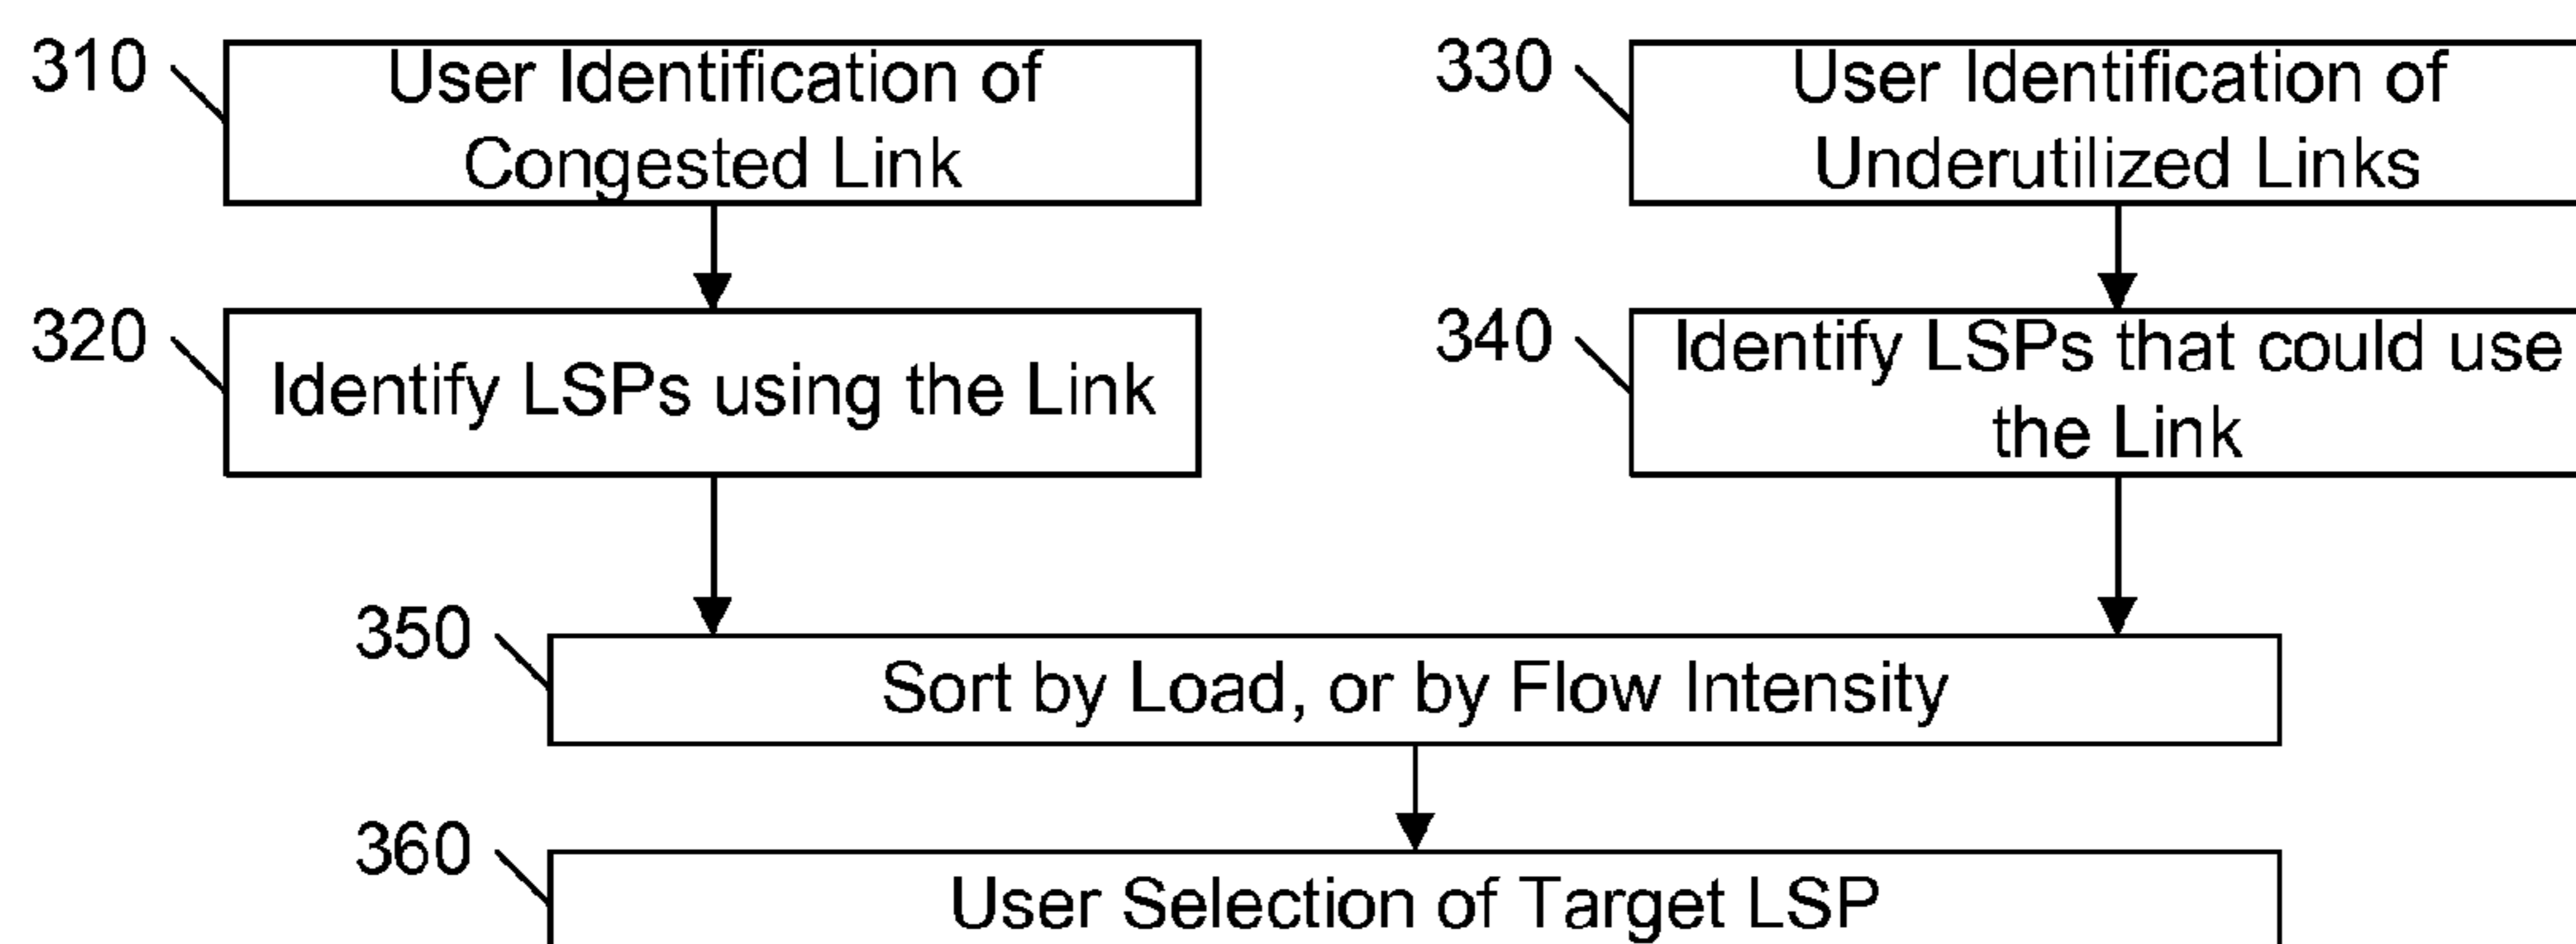 310
User Identification of
Congested Link
330
User Identification of
Underutilized Links
320
Identify LSPs using the Link
340
Identify LSPs that could use
the Link
350
Sort by Load, or by Flow Intensity
360
User Selection of Target LSP